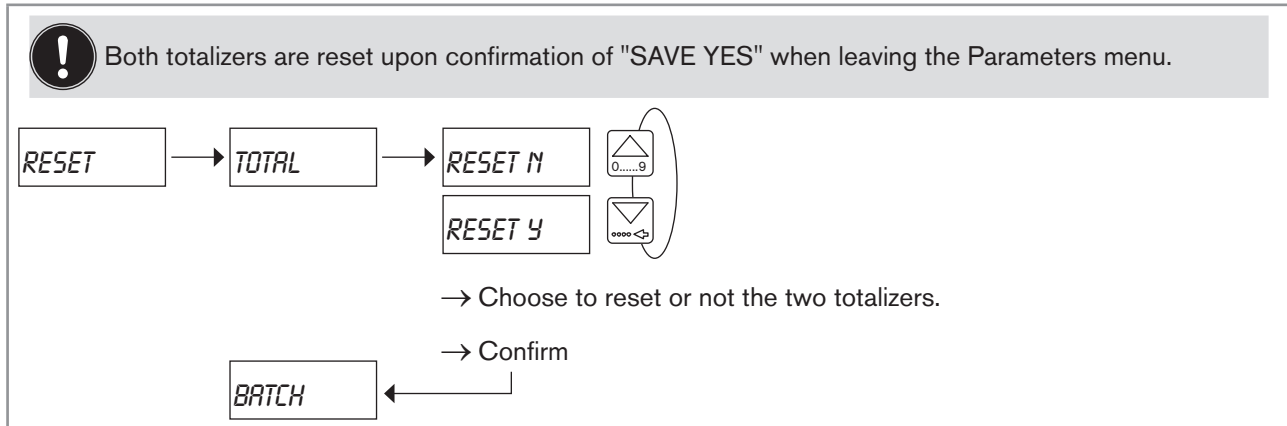 Both totalizers are reset upon confirmation of "SAVE YES" when leaving the Parameters menu.
RESET
TOTAL
RESET N
0......9
RESET Y
→ Choose to reset or not the two totalizers.
→ Confirm
BATCH